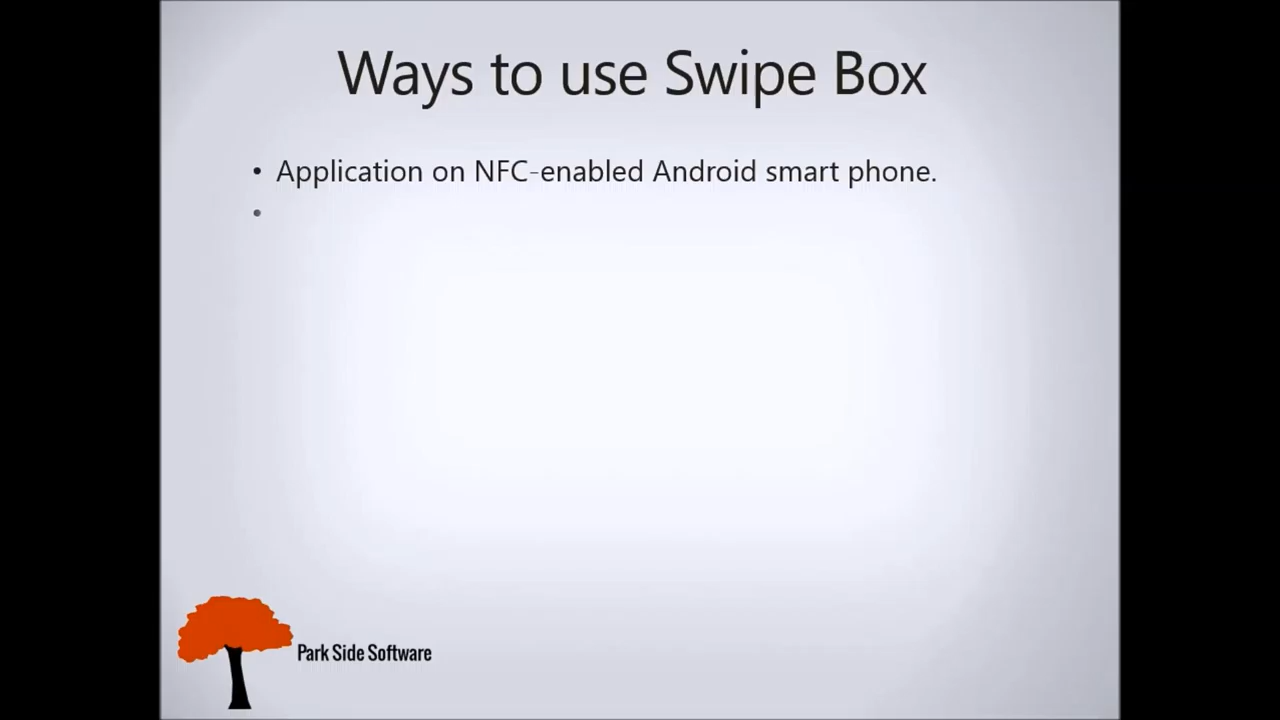 Ways to use Swipe Box
• Application on NFC-enabled Android smart phone.
•
Park Side Software